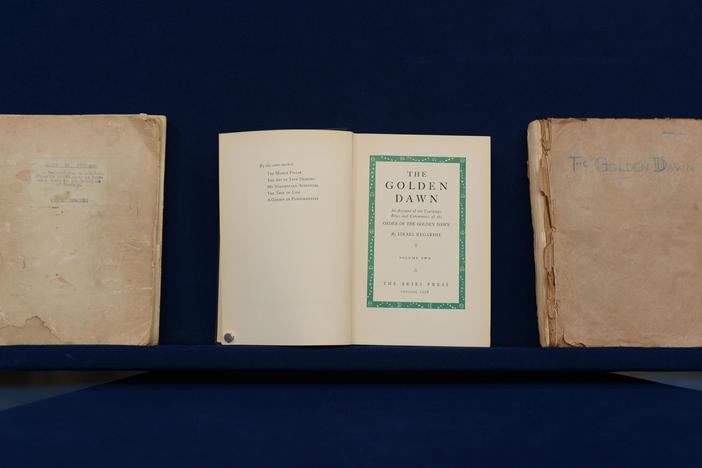 By the same author:
THE MIDDLE PILLAR
THE ART OF TRUE HEALING
MY ROSICRUCIAN ADVENTURE
THE TREE OF LIFE
A GARDEN OF POMEGRANATES
THE
GOLDEN
DAWN
An Account of the Teachings,
Rites and Ceremonies of the
ORDER OF THE GOLDEN DAWN
By ISRAEL REGARDIE
VOLUME TWO
THE ARIES PRESS
CHICAGO, 1938
THE GOLDEN DAWN